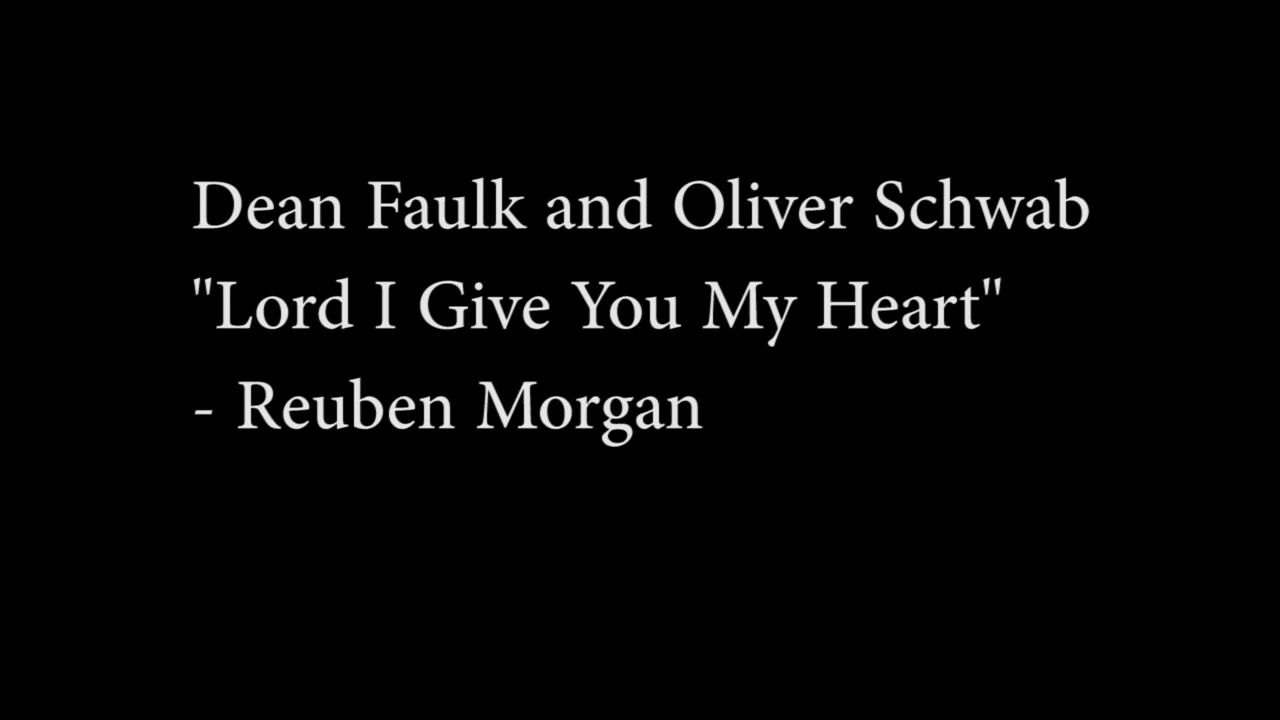 Dean Faulk and Oliver Schwab
"Lord I Give You My Heart"
- Reuben Morgan